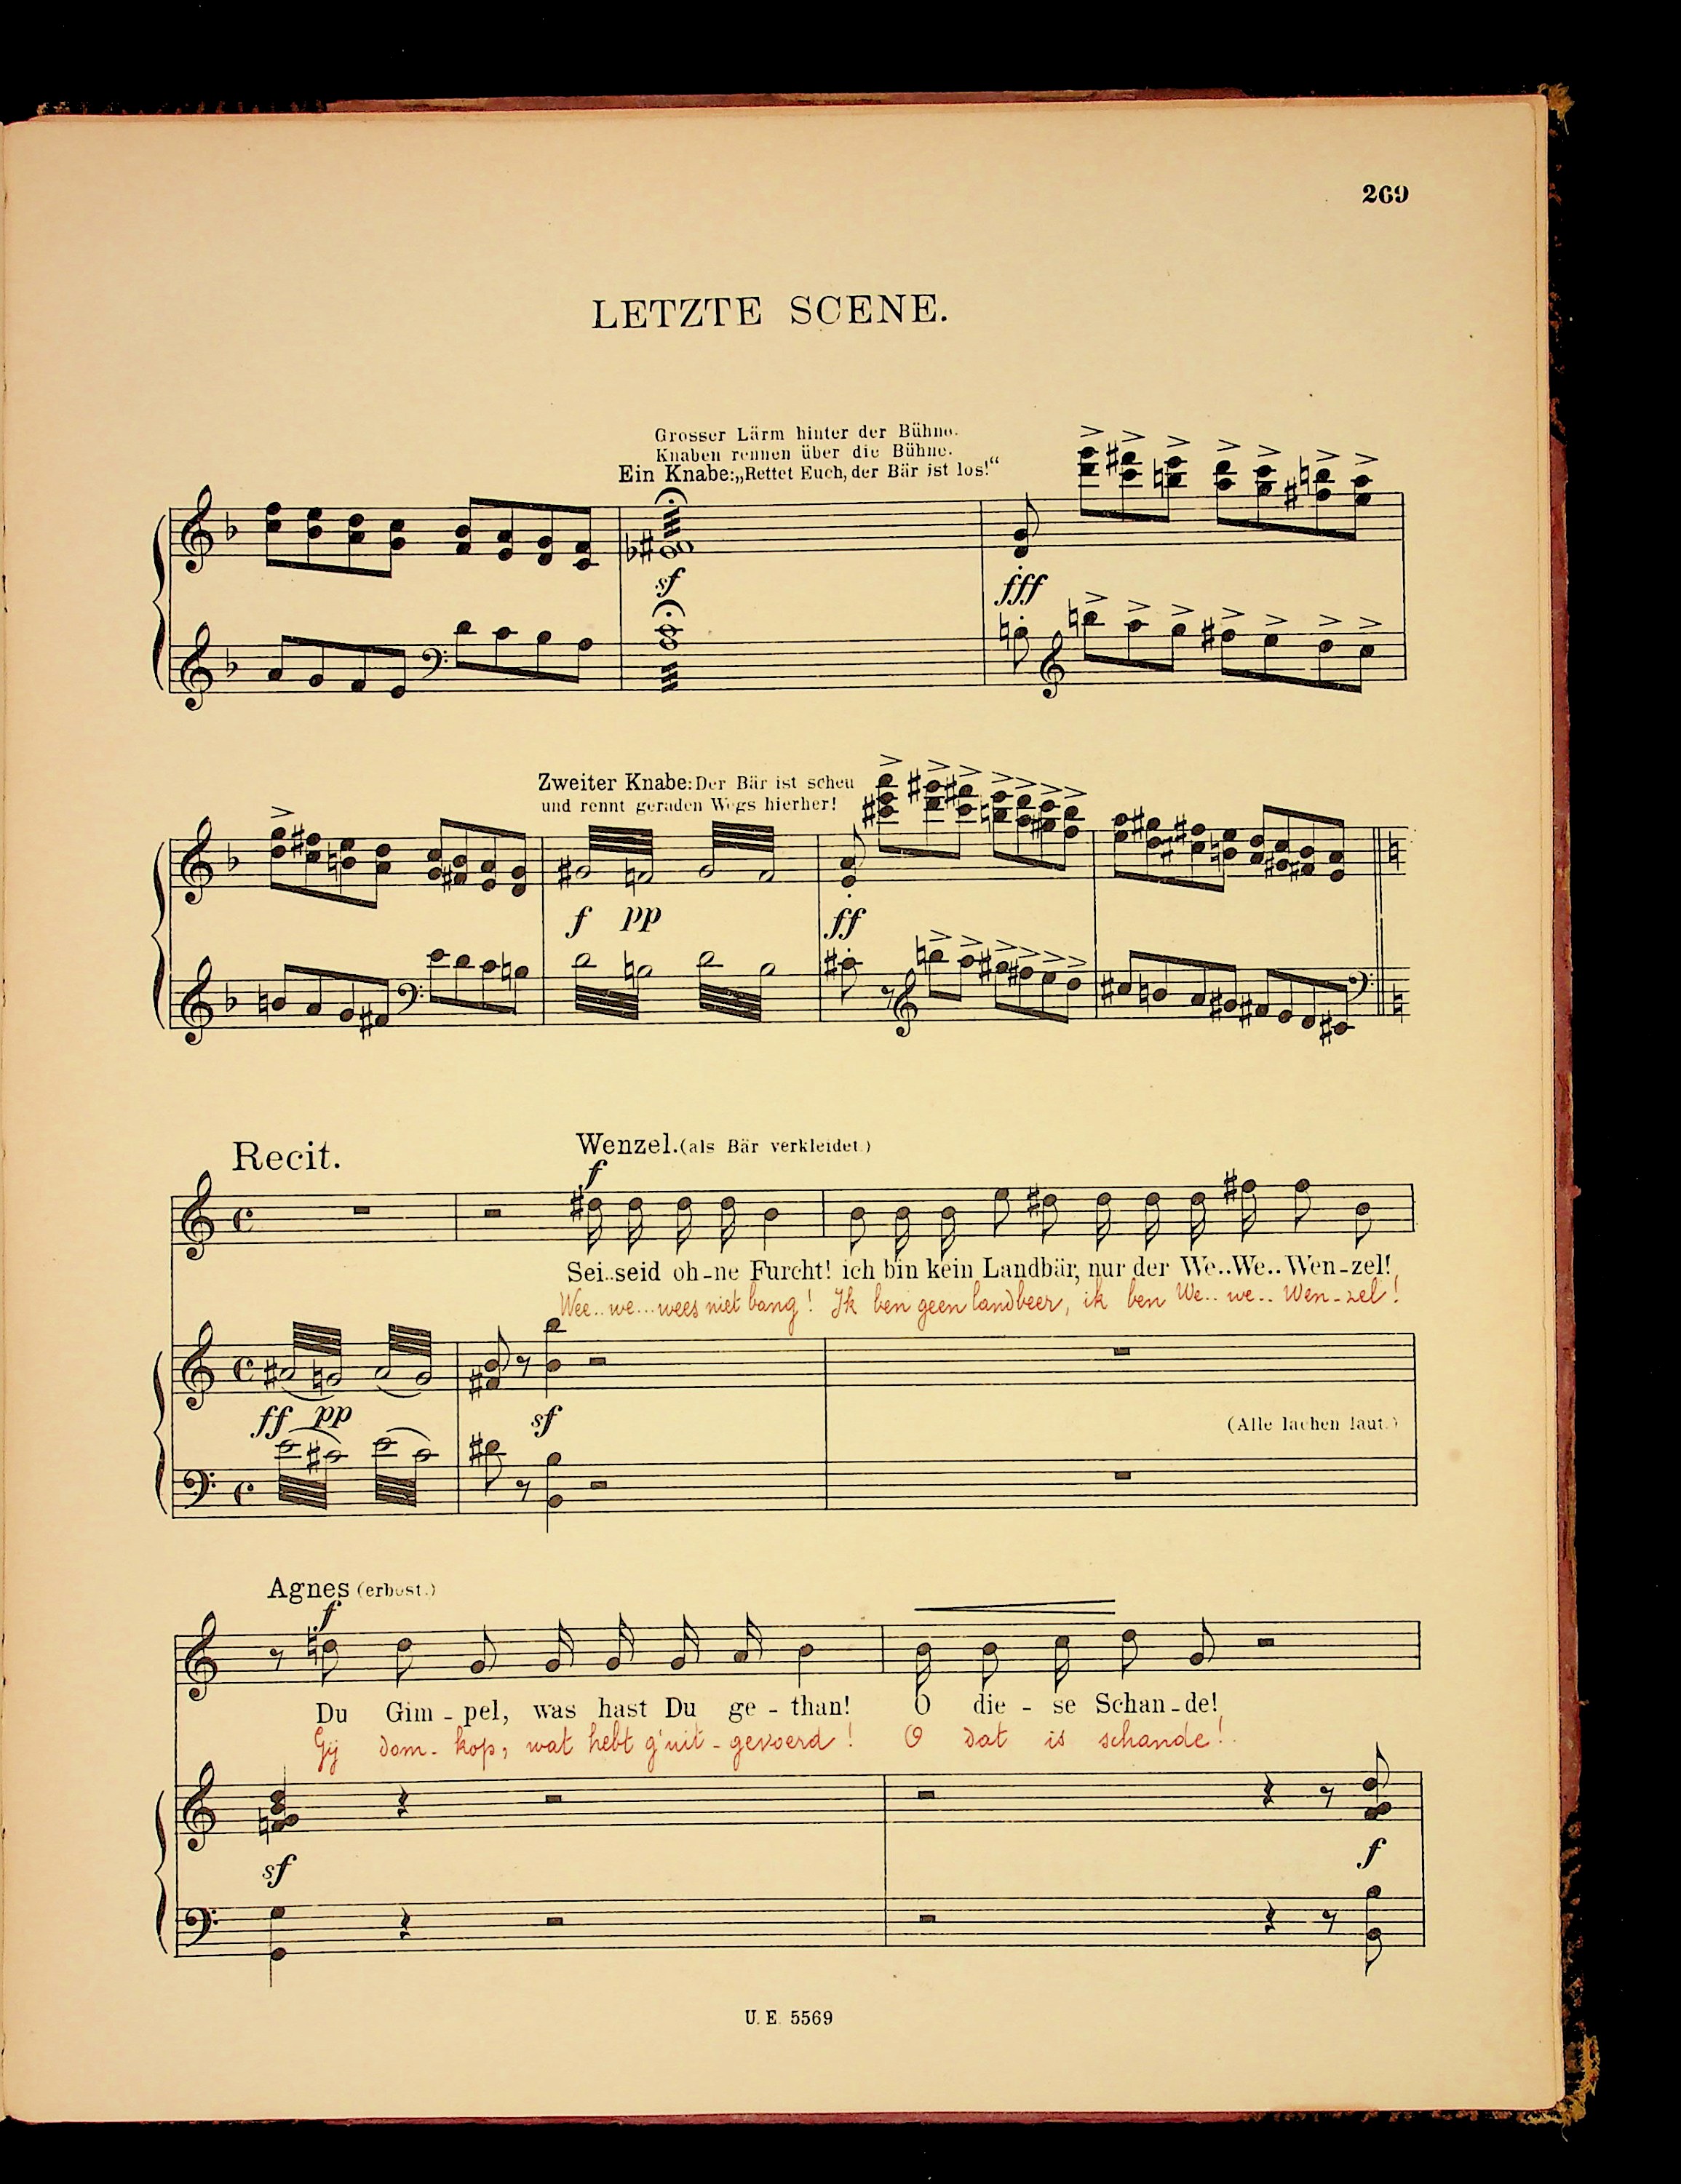 269
LETZTE SCENE.
Grosser Lärm hinter der Bühne.
Knaben rennen über die Bühne.
Ein Knabe:„Rettet Euch, der Bär ist los!“
sf
fff
Zweiter Knabe: Der Bär ist scheu
und rennt geraden Wegs hierher!
f pp ff
Recit.
Wenzel. (als Bär verkleidet.)
f
Sei..seid oh-ne Furcht! ich bin kein Landbär, nur der We..We..Wen-zel!
Wee..we...wees niet bang! Ik ben geen landbeer, ik ben We..we..Wen-zel!
ff pp sf
(Alle lachen laut.)
Agnes (erbost.)
f
Du Gim-pel, was hast Du ge-than! O die-se Schan-de!
Gij dom-kop, wat hebt g'uit-gevoerd! O dat is schande!
sf f
U. E. 5569